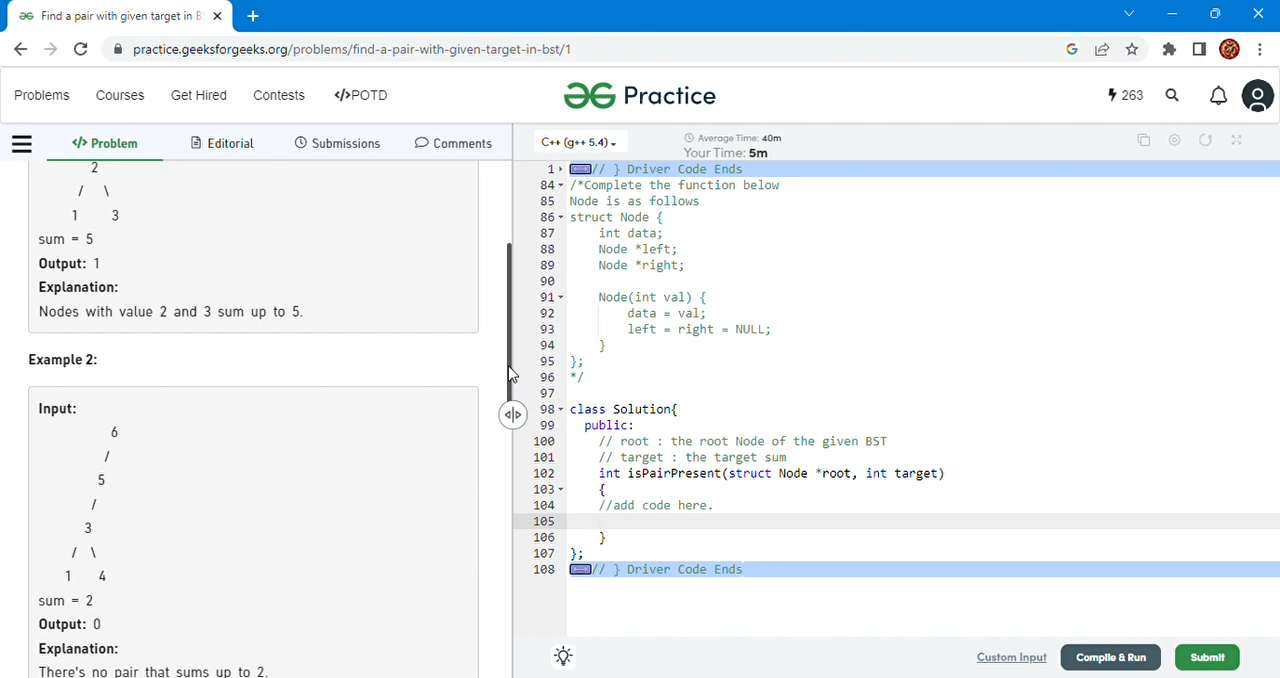 Find a pair with given target in B
practice.geeksforgeeks.org/problems/find-a-pair-with-given-target-in-bst/1
Problems
Courses
Get Hired
Contests
</>POTD
Practice
263
</> Problem
Editorial
Submissions
Comments
2
/ \
1 3
sum = 5
Output: 1
Explanation:
Nodes with value 2 and 3 sum up to 5.
Example 2:
Input:
6
/
5
/
3
/ \
1 4
sum = 2
Output: 0
Explanation:
There's no pair that sums up to 2.
C++ (g++ 5.4)
Average Time: 40m
Your Time: 5m
1 // } Driver Code Ends
84 /*Complete the function below
85 Node is as follows
86 struct Node {
87 int data;
88 Node *left;
89 Node *right;
90
91 Node(int val) {
92 data = val;
93 left = right = NULL;
94 }
95 };
96 */
97
98 class Solution{
99 public:
100 // root : the root Node of the given BST
101 // target : the target sum
102 int isPairPresent(struct Node *root, int target)
103 {
104 //add code here.
105
106 }
107 };
108 // } Driver Code Ends
Custom Input
Compile & Run
Submit